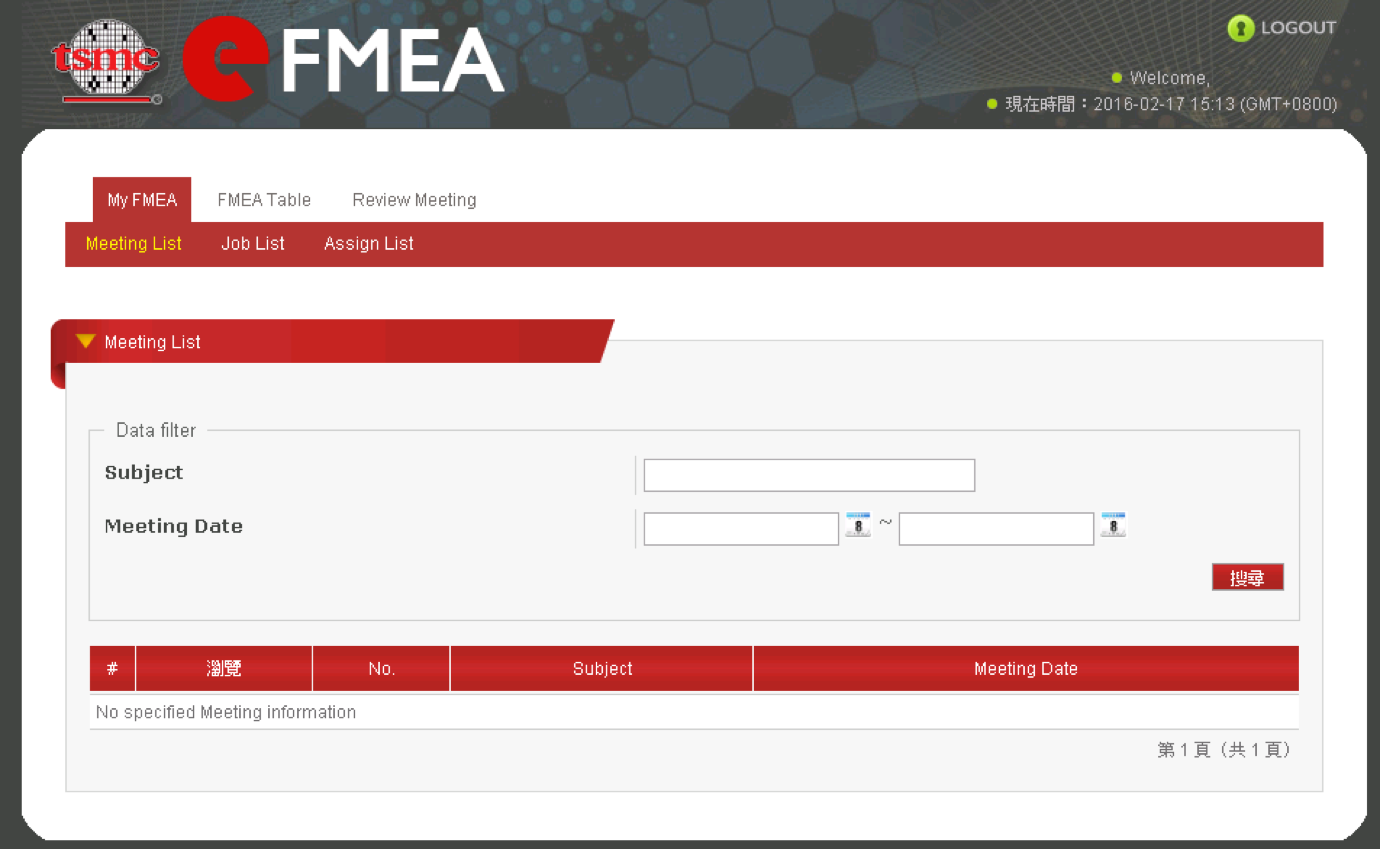 tsmc
eFMEA
LOGOUT
Welcome,
現在時間：2016-02-17 15:13 (GMT+0800)
My FMEA FMEA Table Review Meeting
Meeting List Job List Assign List
Meeting List
Data filter
Subject
Meeting Date 8 ~ 8
搜尋
# 瀏覽 No. Subject Meeting Date
No specified Meeting information
第 1 頁（共 1 頁）